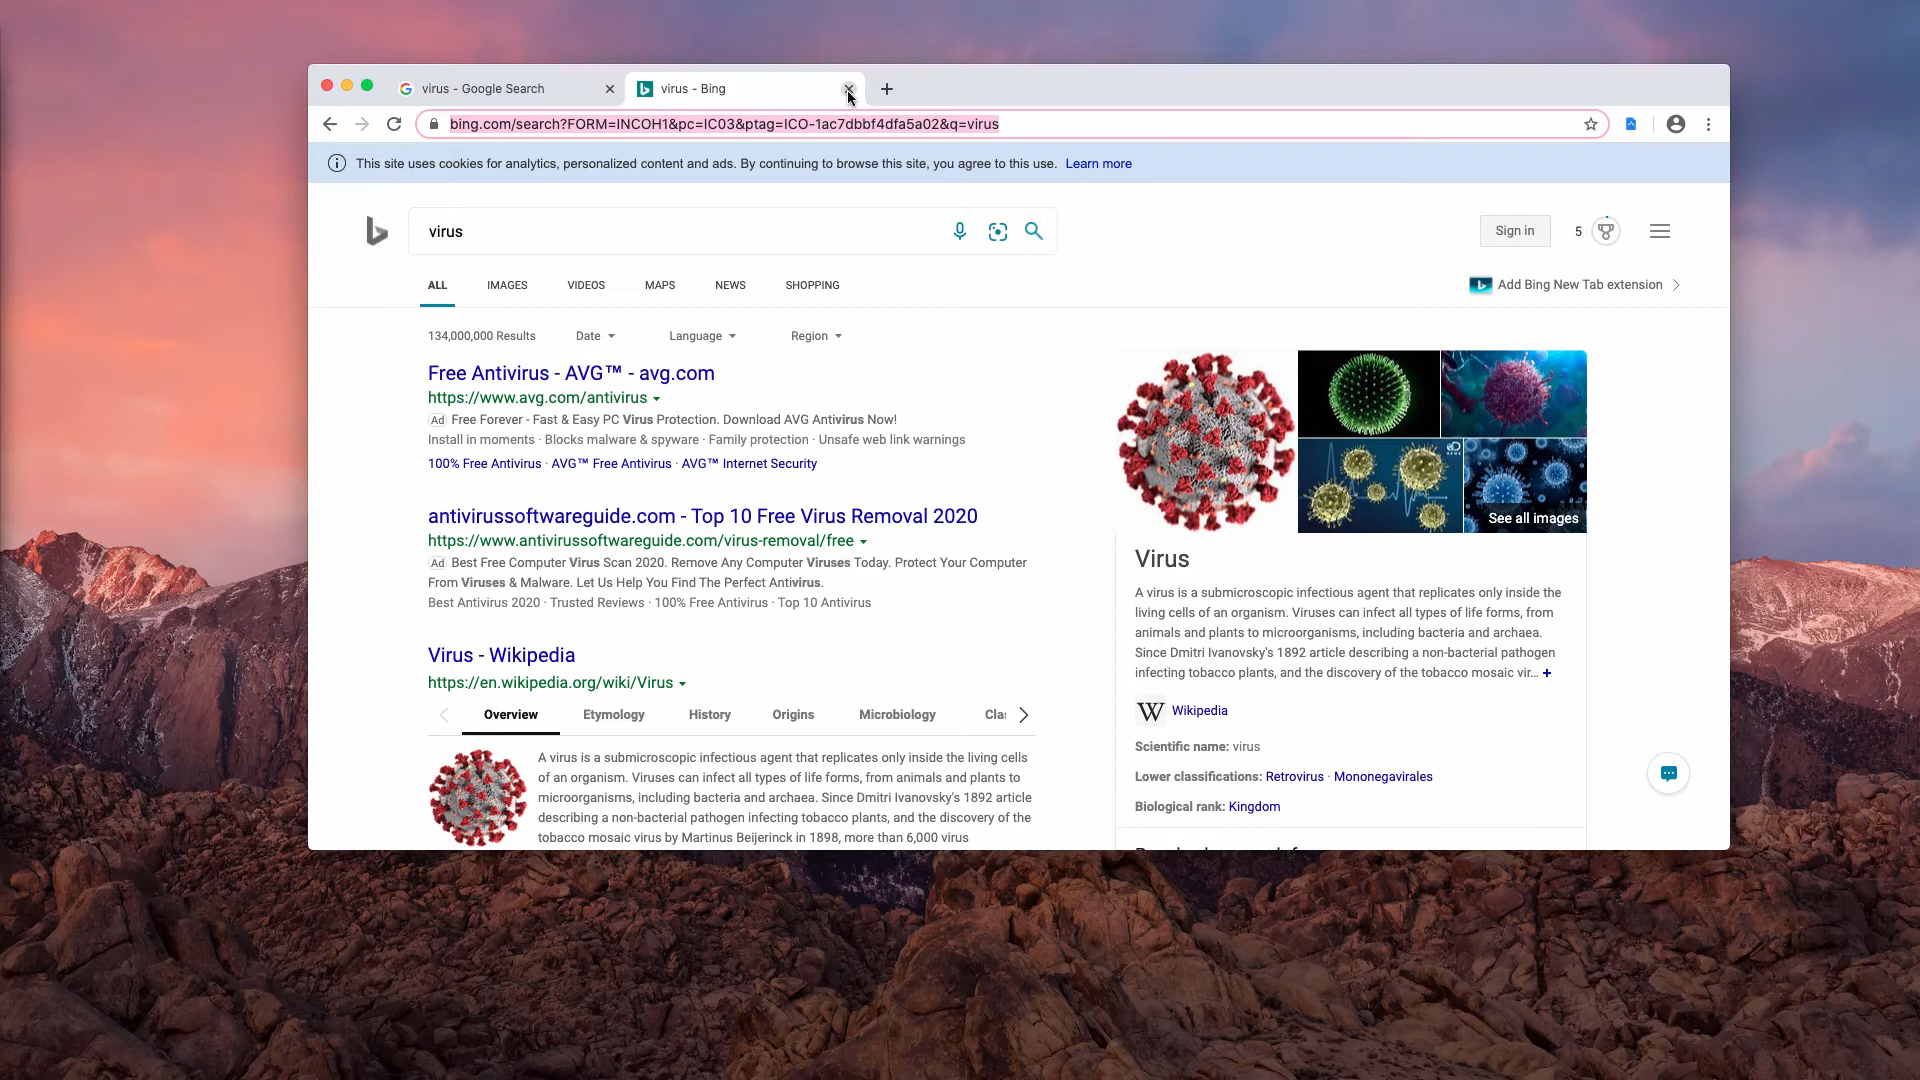 virus - Google Search
virus - Bing
bing.com/search?FORM=INCOH1&pc=IC03&ptag=ICO-1ac7dbbf4dfa5a02&q=virus
This site uses cookies for analytics, personalized content and ads. By continuing to browse this site, you agree to this use. Learn more
virus
Sign in
5
ALL
IMAGES
VIDEOS
MAPS
NEWS
SHOPPING
Add Bing New Tab extension
134,000,000 Results
Date
Language
Region
Free Antivirus - AVG™ - avg.com
https://www.avg.com/antivirus
Ad Free Forever - Fast & Easy PC Virus Protection. Download AVG Antivirus Now!
Install in moments · Blocks malware & spyware · Family protection · Unsafe web link warnings
100% Free Antivirus · AVG™ Free Antivirus · AVG™ Internet Security
antivirussoftwareguide.com - Top 10 Free Virus Removal 2020
https://www.antivirussoftwareguide.com/virus-removal/free
Ad Best Free Computer Virus Scan 2020. Remove Any Computer Viruses Today. Protect Your Computer
From Viruses & Malware. Let Us Help You Find The Perfect Antivirus.
Best Antivirus 2020 · Trusted Reviews · 100% Free Antivirus · Top 10 Antivirus
Virus - Wikipedia
https://en.wikipedia.org/wiki/Virus
Overview
Etymology
History
Origins
Microbiology
Cla
A virus is a submicroscopic infectious agent that replicates only inside the living cells
of an organism. Viruses can infect all types of life forms, from animals and plants to
microorganisms, including bacteria and archaea. Since Dmitri Ivanovsky's 1892 article
describing a non-bacterial pathogen infecting tobacco plants, and the discovery of the
tobacco mosaic virus by Martinus Beijerinck in 1898, more than 6,000 virus
See all images
Virus
A virus is a submicroscopic infectious agent that replicates only inside the
living cells of an organism. Viruses can infect all types of life forms, from
animals and plants to microorganisms, including bacteria and archaea.
Since Dmitri Ivanovsky's 1892 article describing a non-bacterial pathogen
infecting tobacco plants, and the discovery of the tobacco mosaic vir... +
W Wikipedia
Scientific name: virus
Lower classifications: Retrovirus · Mononegavirales
Biological rank: Kingdom